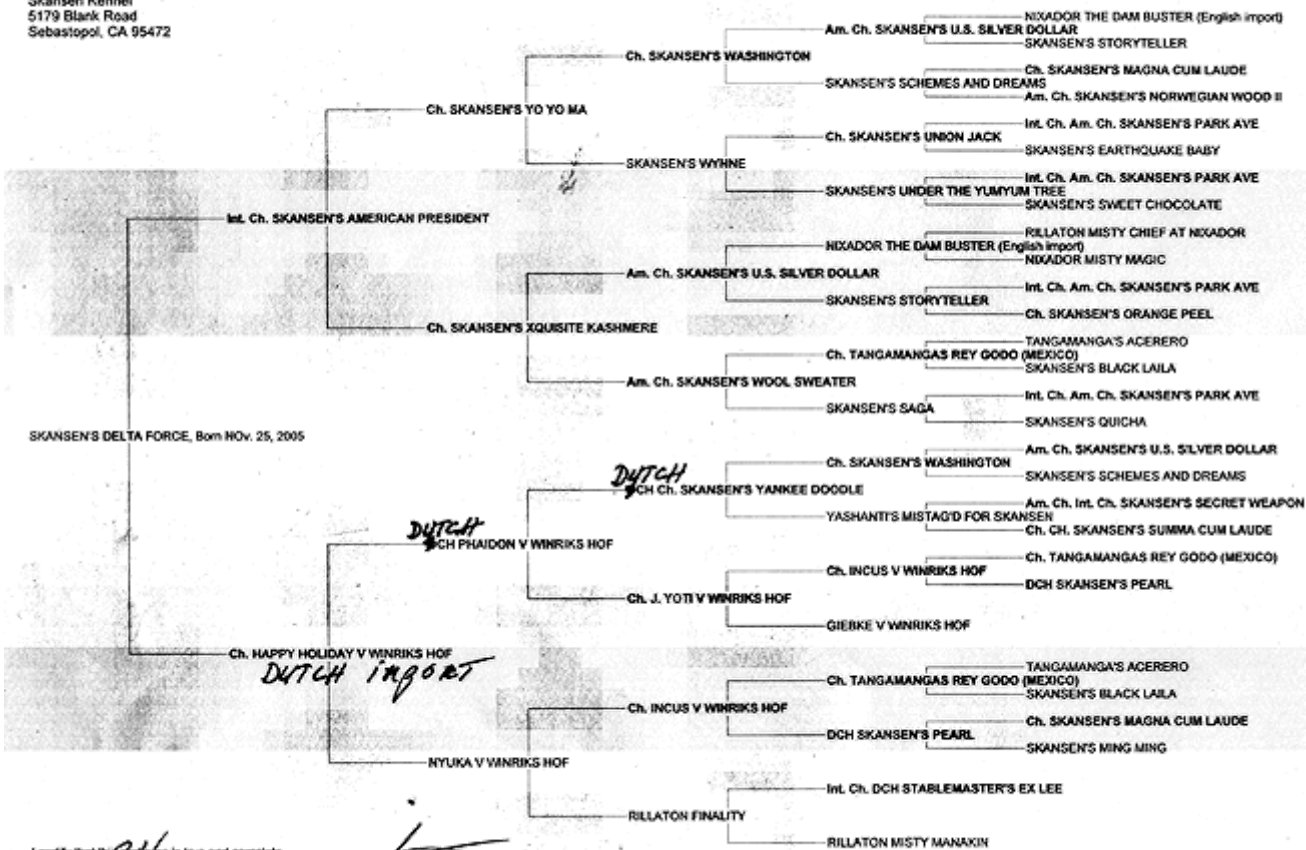 Skansen Kennel
5179 Blank Road
Sebastopol, CA 95472
NIXADOR THE DAM BUSTER (English import)
Am. Ch. SKANSEN'S U.S. SILVER DOLLAR
SKANSEN'S STORYTELLER
Ch. SKANSEN'S WASHINGTON
Ch. SKANSEN'S MAGNA CUM LAUDE
SKANSEN'S SCHEMES AND DREAMS
Am. Ch. SKANSEN'S NORWEGIAN WOOD II
Ch. SKANSEN'S YO YO MA
Int. Ch. Am. Ch. SKANSEN'S PARK AVE
Ch. SKANSEN'S UNION JACK
SKANSEN'S EARTHQUAKE BABY
SKANSEN'S WYHNE
Int. Ch. Am. Ch. SKANSEN'S PARK AVE
SKANSEN'S UNDER THE YUMYUM TREE
SKANSEN'S SWEET CHOCOLATE
Int. Ch. SKANSEN'S AMERICAN PRESIDENT
RILLATON MISTY CHIEF AT NIXADOR
NIXADOR THE DAM BUSTER (English import)
NIXADOR MISTY MAGIC
Am. Ch. SKANSEN'S U.S. SILVER DOLLAR
Int. Ch. Am. Ch. SKANSEN'S PARK AVE
SKANSEN'S STORYTELLER
Ch. SKANSEN'S ORANGE PEEL
Ch. SKANSEN'S XQUISITE KASHMERE
TANGAMANGA'S ACERERO
Ch. TANGAMANGAS REY GODO (MEXICO)
SKANSEN'S BLACK LAILA
Am. Ch. SKANSEN'S WOOL SWEATER
Int. Ch. Am. Ch. SKANSEN'S PARK AVE
SKANSEN'S SAGA
SKANSEN'S QUICHA
SKANSEN'S DELTA FORCE, Born NOv. 25, 2005
Am. Ch. SKANSEN'S U.S. SILVER DOLLAR
Ch. SKANSEN'S WASHINGTON
SKANSEN'S SCHEMES AND DREAMS
DUTCH
CH Ch. SKANSEN'S YANKEE DOODLE
Am. Ch. Int. Ch. SKANSEN'S SECRET WEAPON
YASHANTI'S MISTAG'D FOR SKANSEN
Ch. CH. SKANSEN'S SUMMA CUM LAUDE
DUTCH
CH PHAIDON V WINRIKS HOF
Ch. TANGAMANGAS REY GODO (MEXICO)
Ch. INCUS V WINRIKS HOF
DCH SKANSEN'S PEARL
Ch. J. YOTI V WINRIKS HOF
GIEBKE V WINRIKS HOF
Ch. HAPPY HOLIDAY V WINRIKS HOF
DUTCH import
TANGAMANGA'S ACERERO
Ch. TANGAMANGAS REY GODO (MEXICO)
SKANSEN'S BLACK LAILA
Ch. INCUS V WINRIKS HOF
Ch. SKANSEN'S MAGNA CUM LAUDE
DCH SKANSEN'S PEARL
SKANSEN'S MING MING
NYUKA V WINRIKS HOF
Int. Ch. DCH STABLEMASTER'S EX LEE
RILLATON FINALITY
RILLATON MISTY MANAKIN